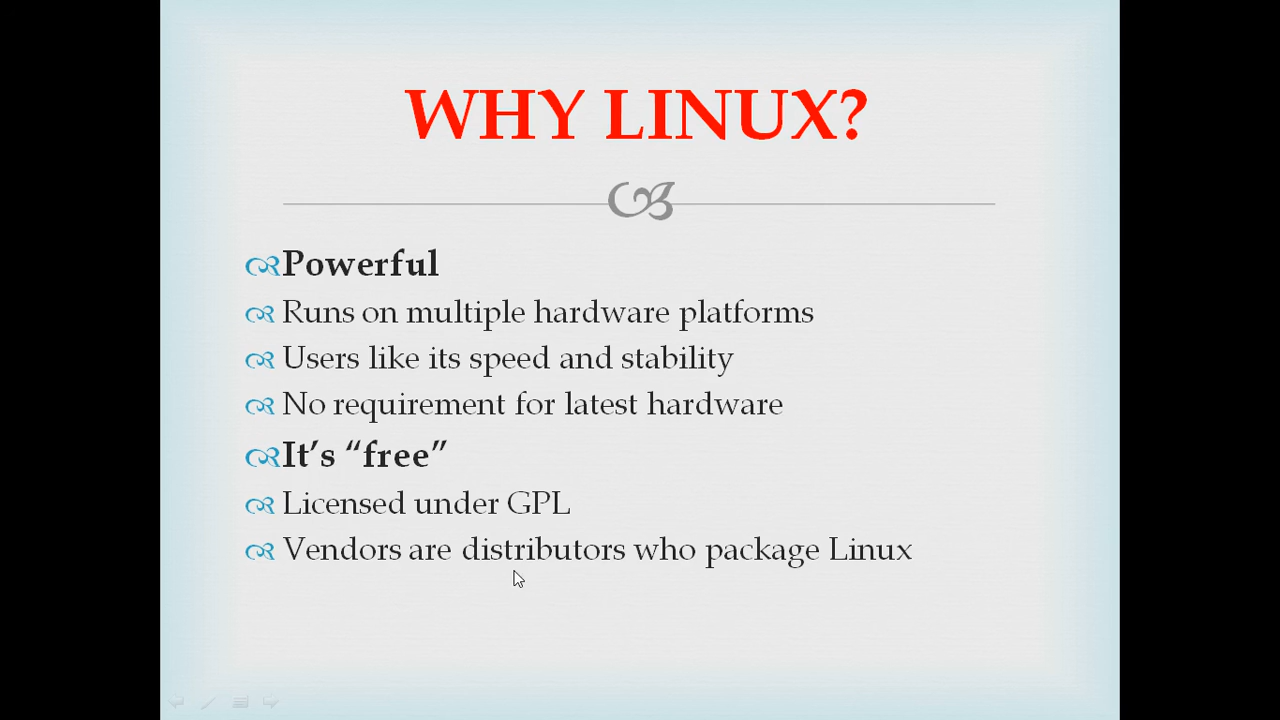 WHY LINUX?
Powerful
Runs on multiple hardware platforms
Users like its speed and stability
No requirement for latest hardware
It’s “free”
Licensed under GPL
Vendors are distributors who package Linux